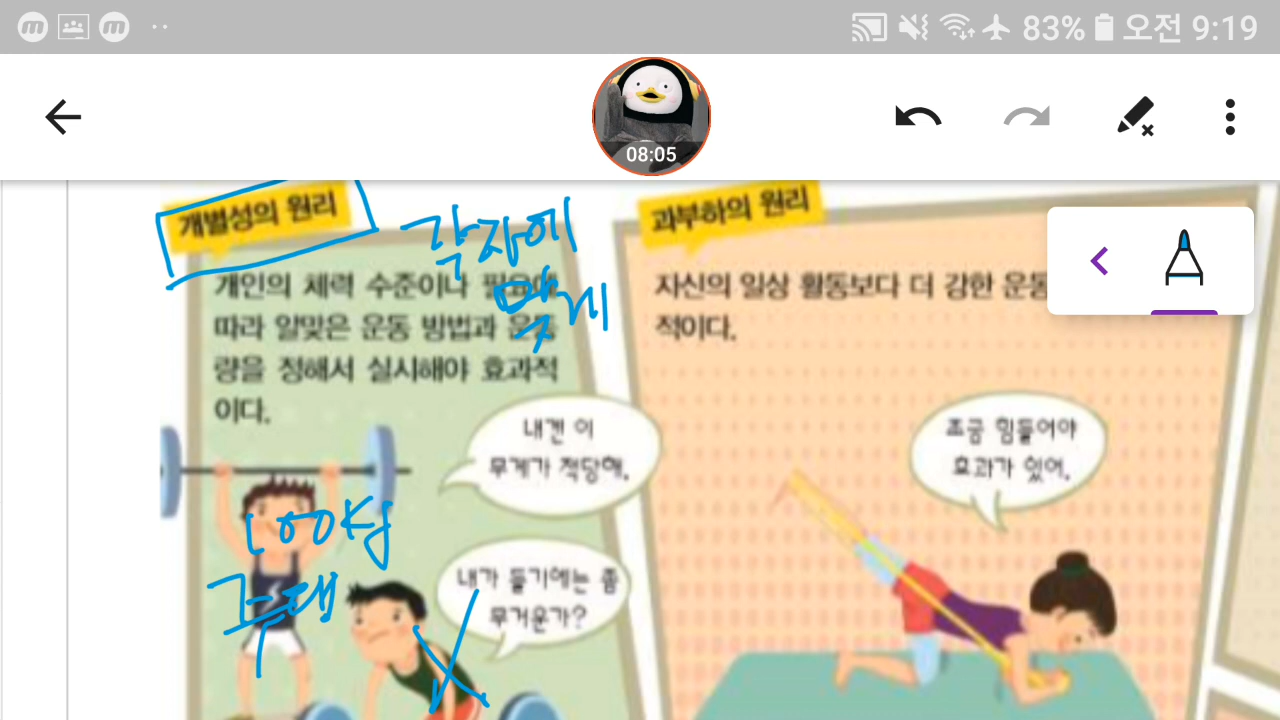 83% 오전 9:19
08:05
개별성의 원리
각자에
맞게
개인의 체력 수준이나 필요에
따라 알맞은 운동 방법과 운동
량을 정해서 실시해야 효과적
이다.
내겐 이
무게가 적당해.
100kg
내가 들기에는 좀
무거운가?
과부하의 원리
자신의 일상 활동보다 더 강한 운동
적이다.
조금 힘들어야
효과가 있어.